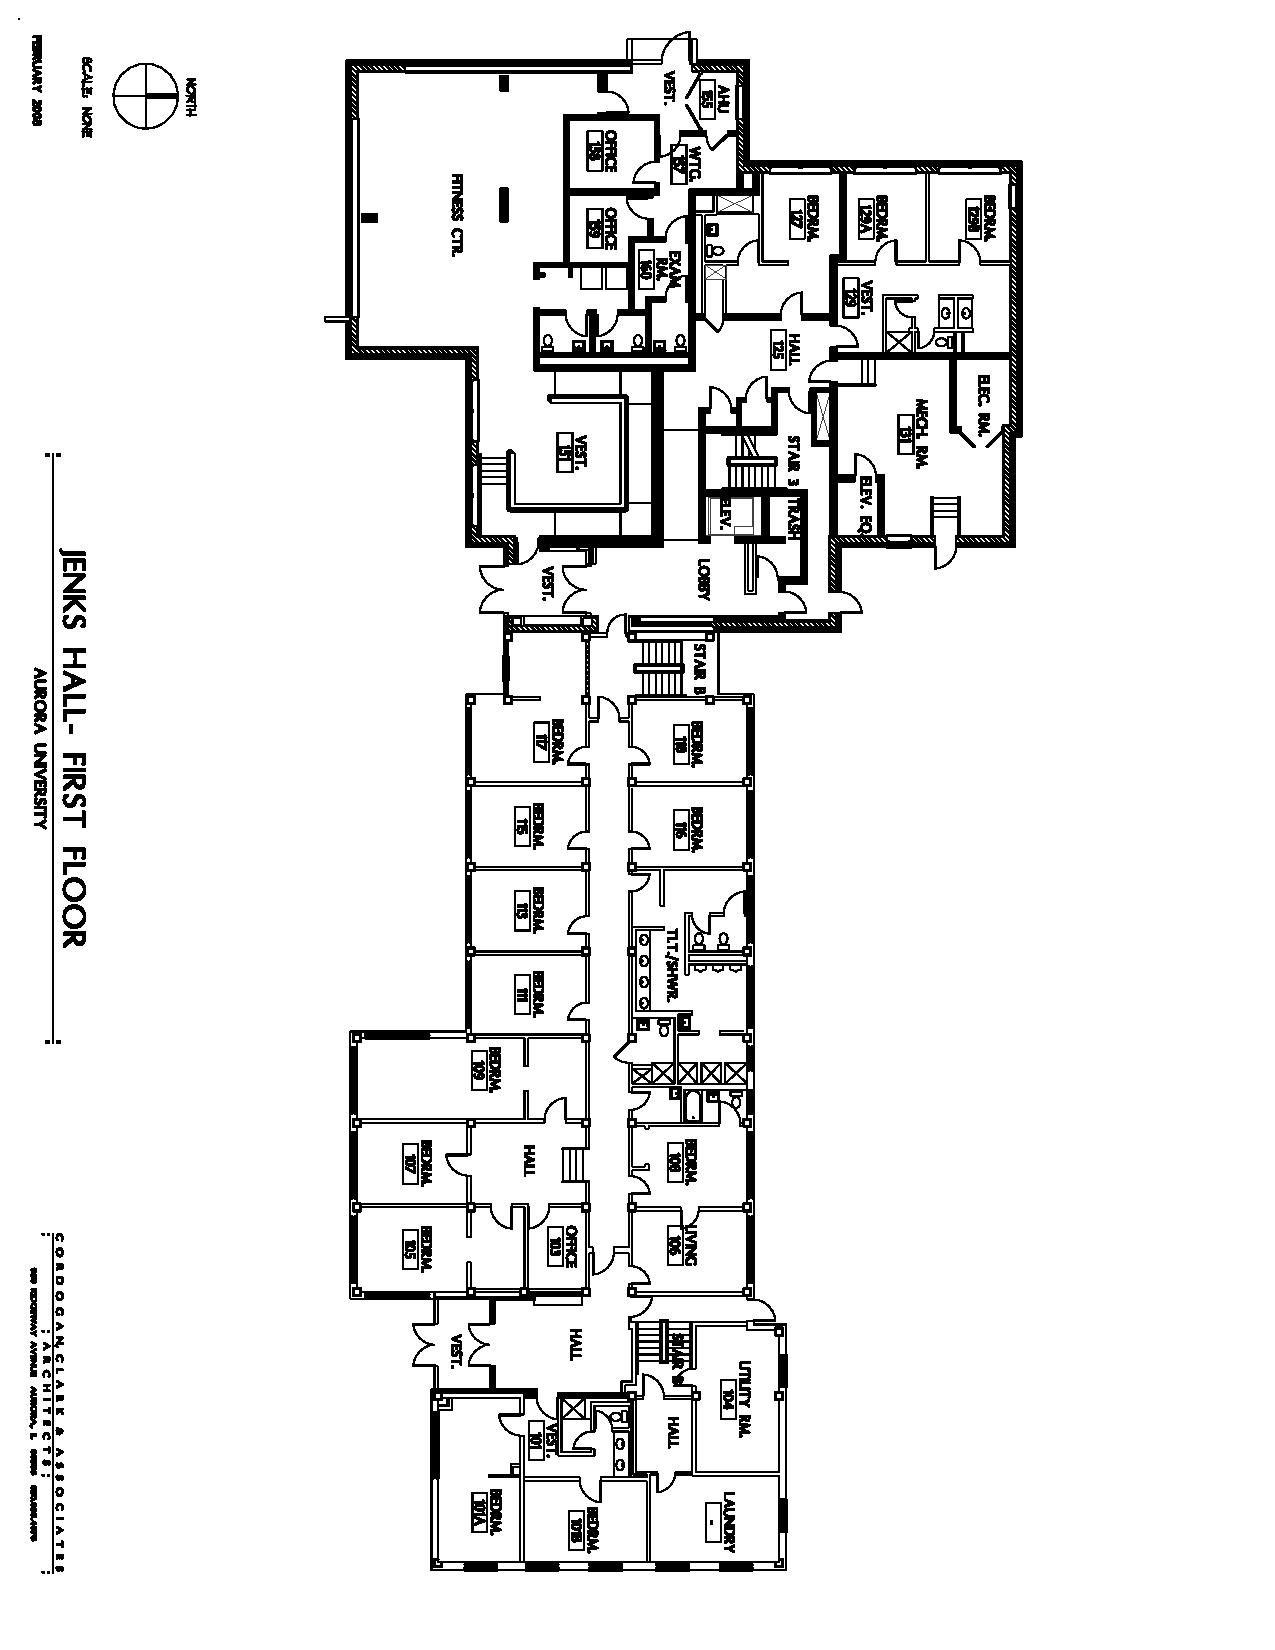 JENKS HALL- FIRST FLOOR
AURORA UNIVERSITY
FEBRUARY 2008
SCALE: NONE
NORTH
CORDOGAN, CLARK & ASSOCIATES
: ARCHITECTS :
FITNESS CTR.
VEST.
AHU
155
WTG.
157
OFFICE
158
OFFICE
159
EXAM
RM.
160
BEDRM.
127
BEDRM.
129A
BEDRM.
129B
VEST.
129
HALL
125
ELEC. RM.
MECH. RM.
131
ELEV. EQ.
STAIR 3
TRASH
ELEV.
VEST.
151
LOBBY
VEST.
STAIR B
BEDRM.
117
BEDRM.
118
BEDRM.
115
BEDRM.
116
BEDRM.
113
TLT./SHWR.
BEDRM.
111
BEDRM.
109
BEDRM.
107
HALL
BEDRM.
108
BEDRM.
105
OFFICE
103
LIVING
106
VEST.
HALL
STAIR
UTILITY RM.
104
HALL
VEST.
101
BEDRM.
101A
BEDRM.
101B
LAUNDRY
-